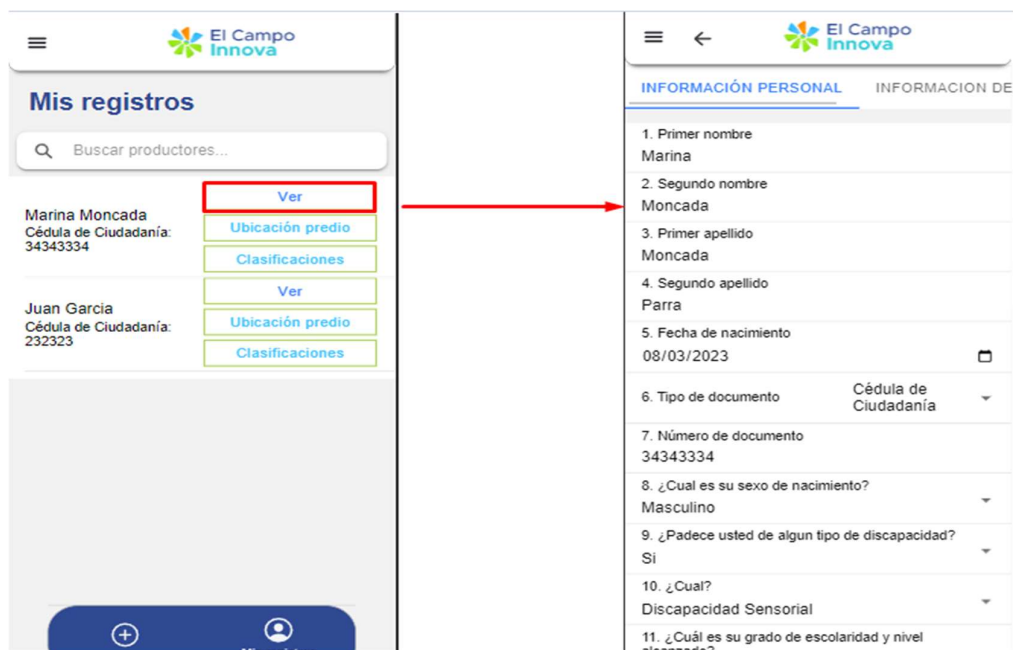 El Campo
Innova
Mis registros
Buscar productores...
Marina Moncada
Cédula de Ciudadanía:
34343334
Ver
Ubicación predio
Clasificaciones
Juan Garcia
Cédula de Ciudadanía:
232323
Ver
Ubicación predio
Clasificaciones
El Campo
Innova
INFORMACIÓN PERSONAL INFORMACION DE
1. Primer nombre
Marina
2. Segundo nombre
Moncada
3. Primer apellido
Moncada
4. Segundo apellido
Parra
5. Fecha de nacimiento
08/03/2023
6. Tipo de documento
Cédula de
Ciudadanía
7. Número de documento
34343334
8. ¿Cual es su sexo de nacimiento?
Masculino
9. ¿Padece usted de algun tipo de discapacidad?
Si
10. ¿Cual?
Discapacidad Sensorial
11. ¿Cuál es su grado de escolaridad y nivel